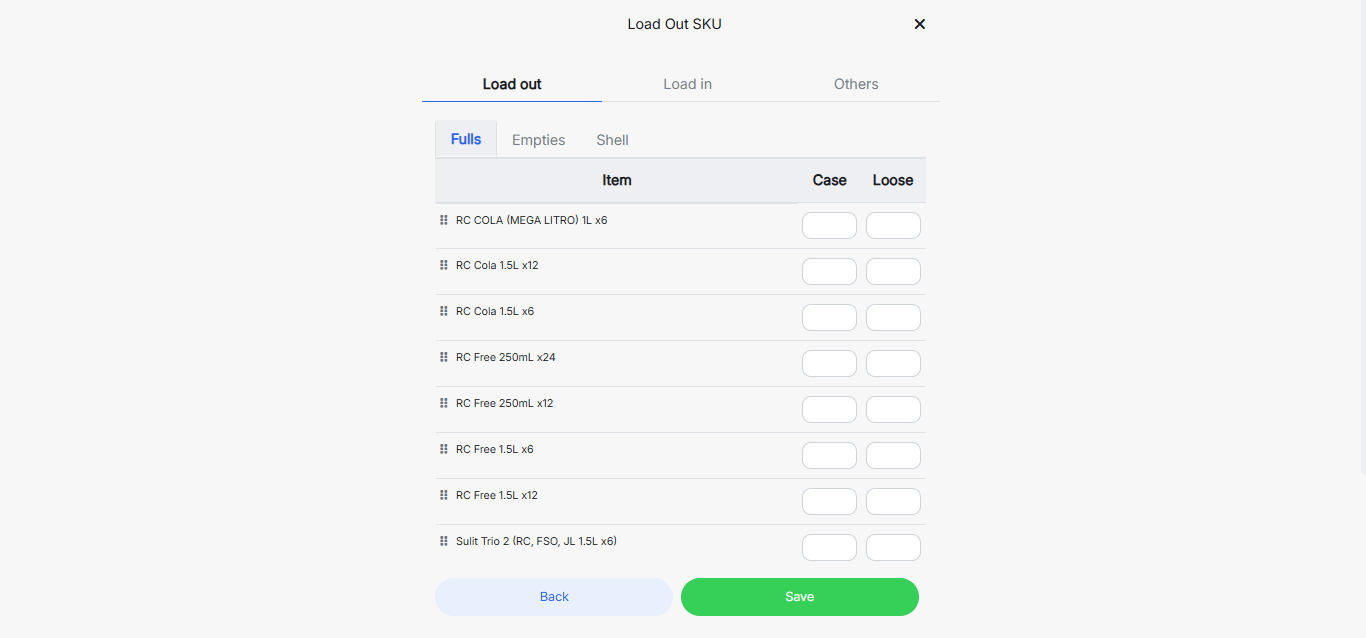 Load Out SKU ×
Load out Load in Others
Fulls Empties Shell
Item Case Loose
RC COLA (MEGA LITRO) 1L x6
RC Cola 1.5L x12
RC Cola 1.5L x6
RC Free 250mL x24
RC Free 250mL x12
RC Free 1.5L x6
RC Free 1.5L x12
Sulit Trio 2 (RC, FSO, JL 1.5L x6)
Back Save